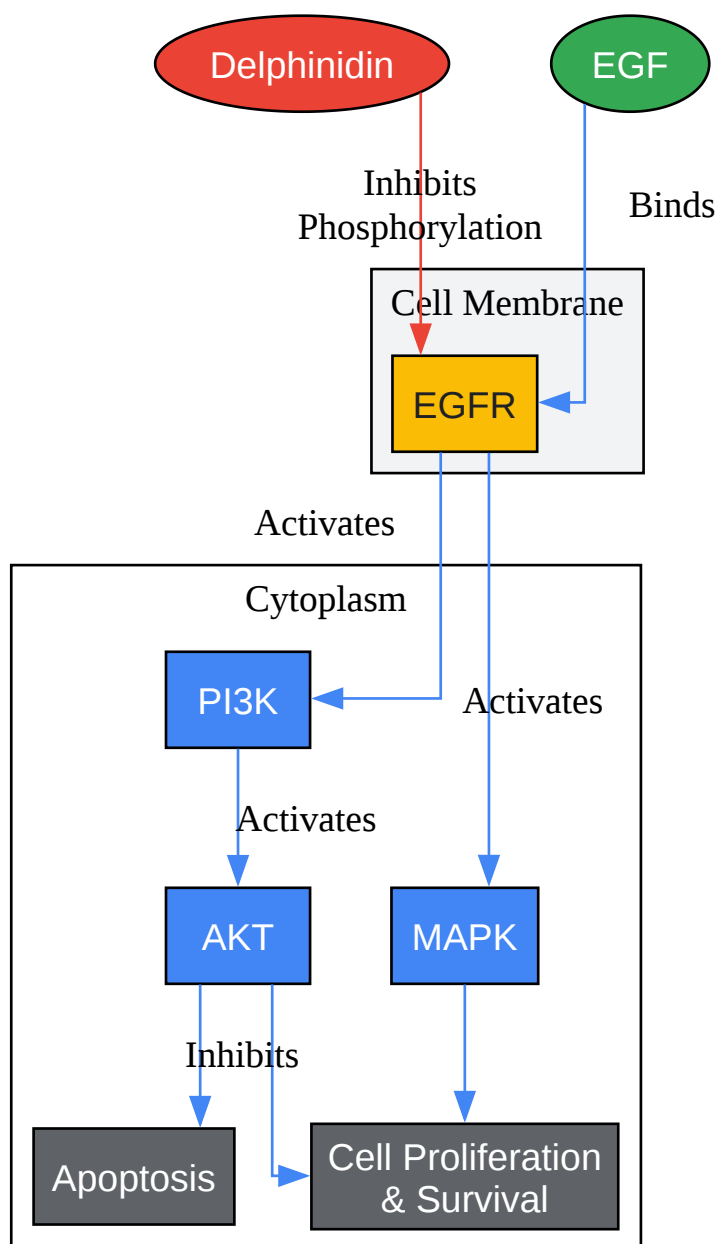 Delphinidin
EGF
Inhibits
Phosphorylation
Binds
Cell Membrane
EGFR
Activates
Cytoplasm
PI3K
Activates
Activates
AKT
MAPK
Inhibits
Apoptosis
Cell Proliferation
& Survival